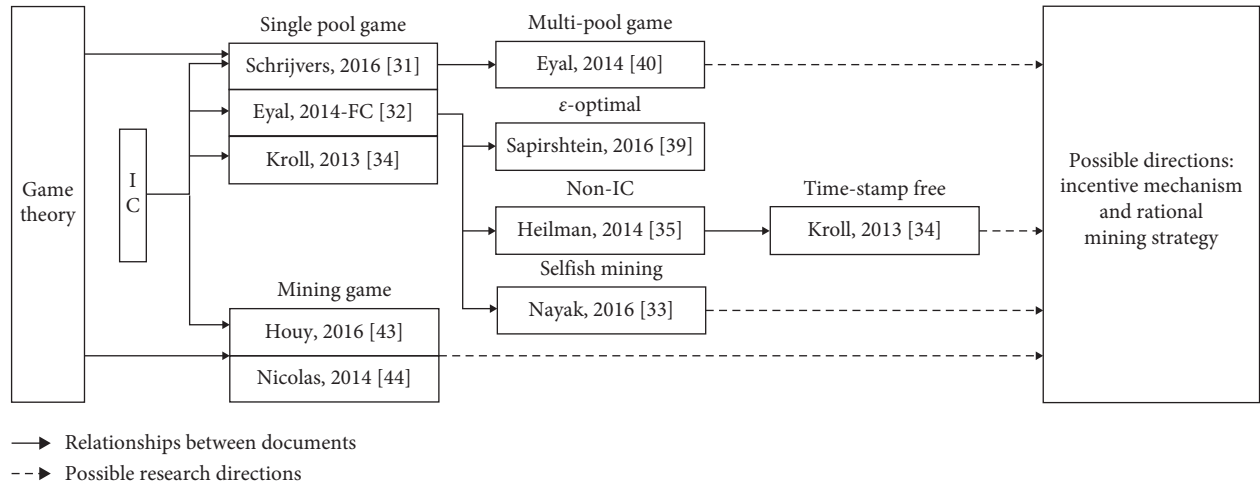 Game
theory
I
C
Single pool game
Schrijvers, 2016 [31]
Eyal, 2014-FC [32]
Kroll, 2013 [34]
Mining game
Houy, 2016 [43]
Nicolas, 2014 [44]
Multi-pool game
Eyal, 2014 [40]
ε-optimal
Sapirshtein, 2016 [39]
Non-IC
Heilman, 2014 [35]
Selfish mining
Nayak, 2016 [33]
Time-stamp free
Kroll, 2013 [34]
Possible directions:
incentive mechanism
and rational
mining strategy
Relationships between documents
Possible research directions